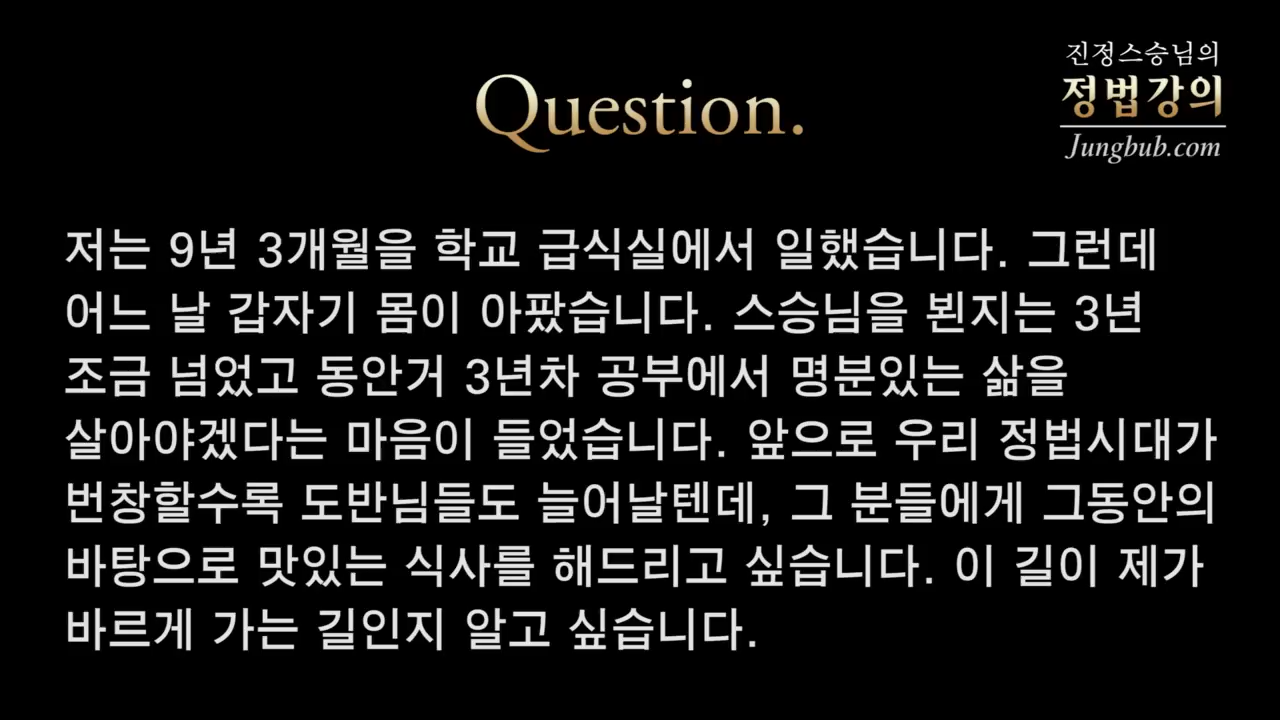 진정스승님의
정법강의
Jungbub.com
Question.
저는 9년 3개월을 학교 급식실에서 일했습니다. 그런데
어느 날 갑자기 몸이 아팠습니다. 스승님을 뵌지는 3년
조금 넘었고 동안거 3년차 공부에서 명분있는 삶을
살아야겠다는 마음이 들었습니다. 앞으로 우리 정법시대가
번창할수록 도반님들도 늘어날텐데, 그 분들에게 그동안의
바탕으로 맛있는 식사를 해드리고 싶습니다. 이 길이 제가
바르게 가는 길인지 알고 싶습니다.